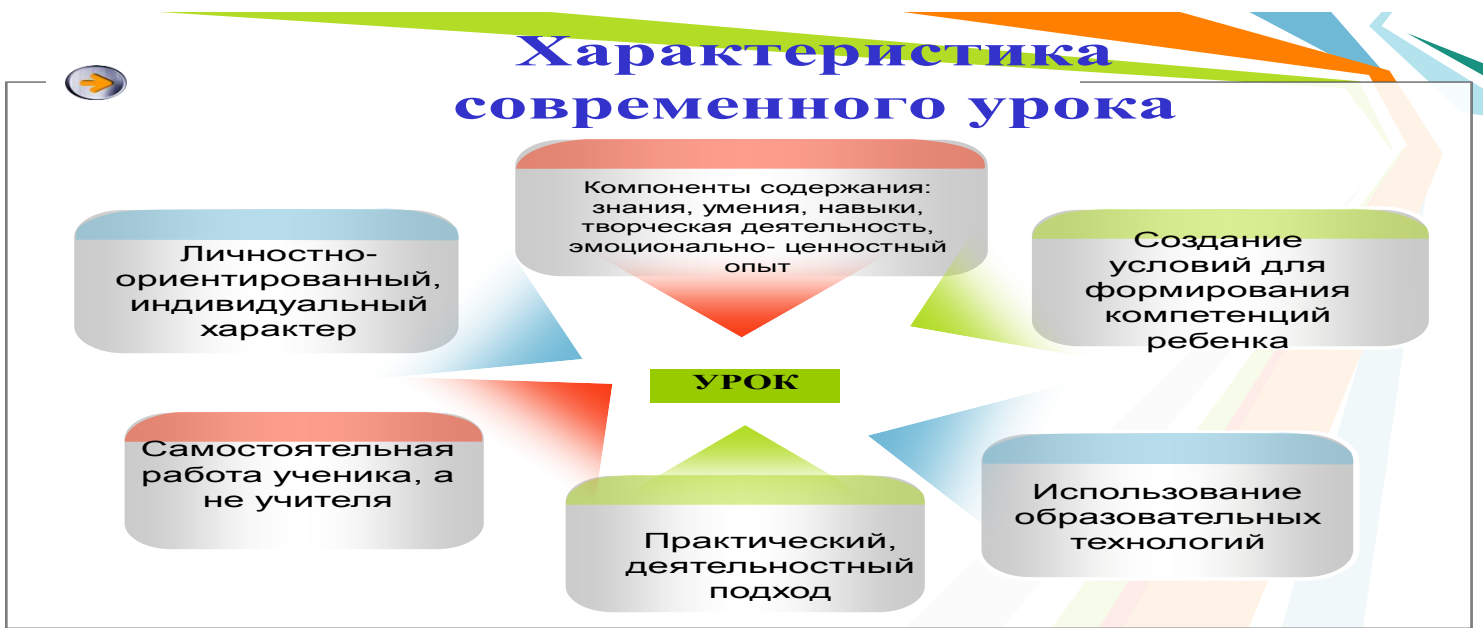 Характеристика
современного урока
Компоненты содержания:
знания, умения, навыки,
творческая деятельность,
эмоционально- ценностный
опыт
Личностно-
ориентированный,
индивидуальный
характер
Создание
условий для
формирования
компетенций
ребенка
УРОК
Самостоятельная
работа ученика, а
не учителя
Практический,
деятельностный
подход
Использование
образовательных
технологий